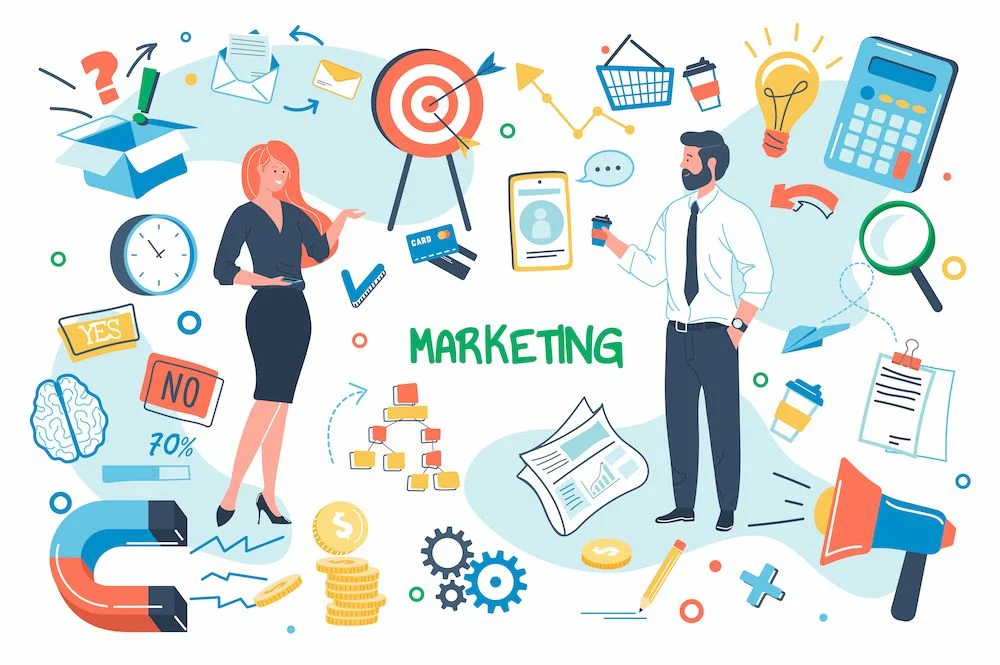 ?
!
CARD
...
YES
NO
MARKETING
70%
$
$